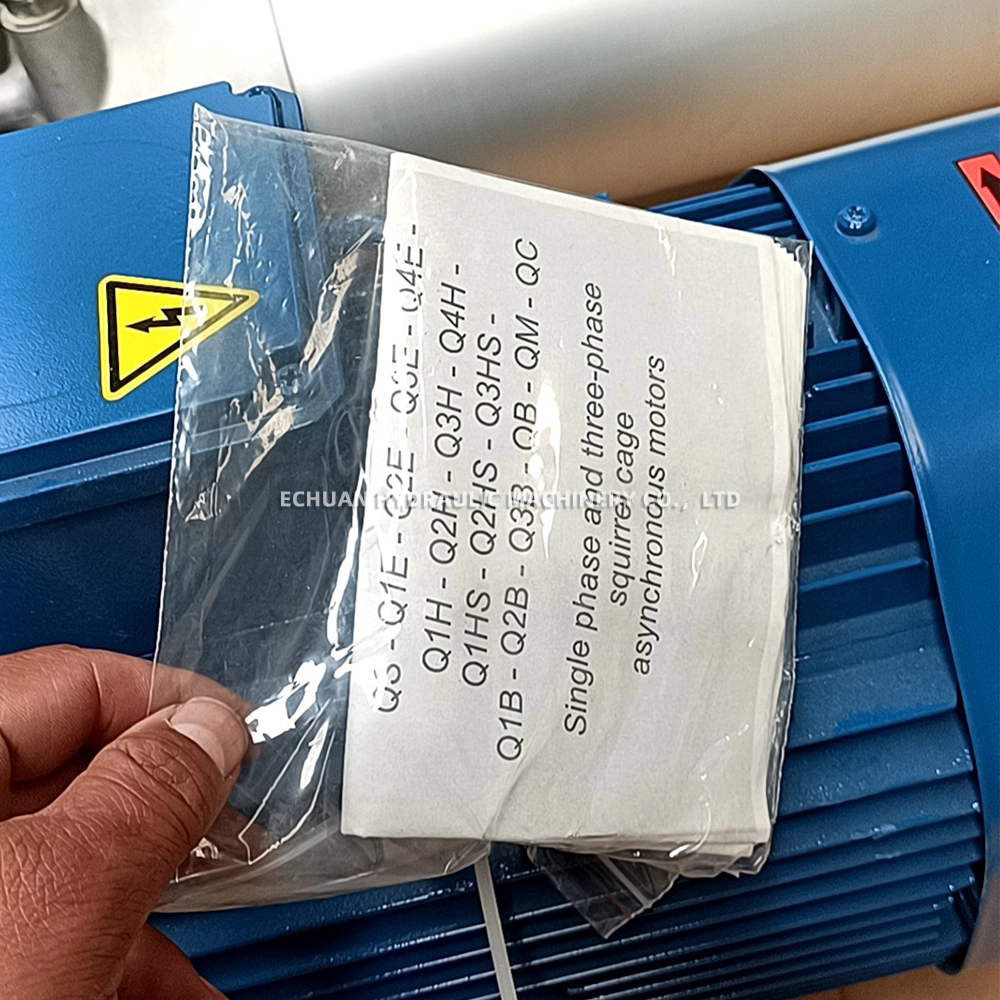 QS - Q1E - Q2E - Q3E - Q4E -
Q1H - Q2H - Q3H - Q4H -
Q1HS - Q2HS - Q3HS -
Q1B - Q2B - Q3B - QB - QM - QC
Single phase and three-phase
squirrel cage
asynchronous motors
ECHUAN HYDRAULIC MACHINERY CO., LTD